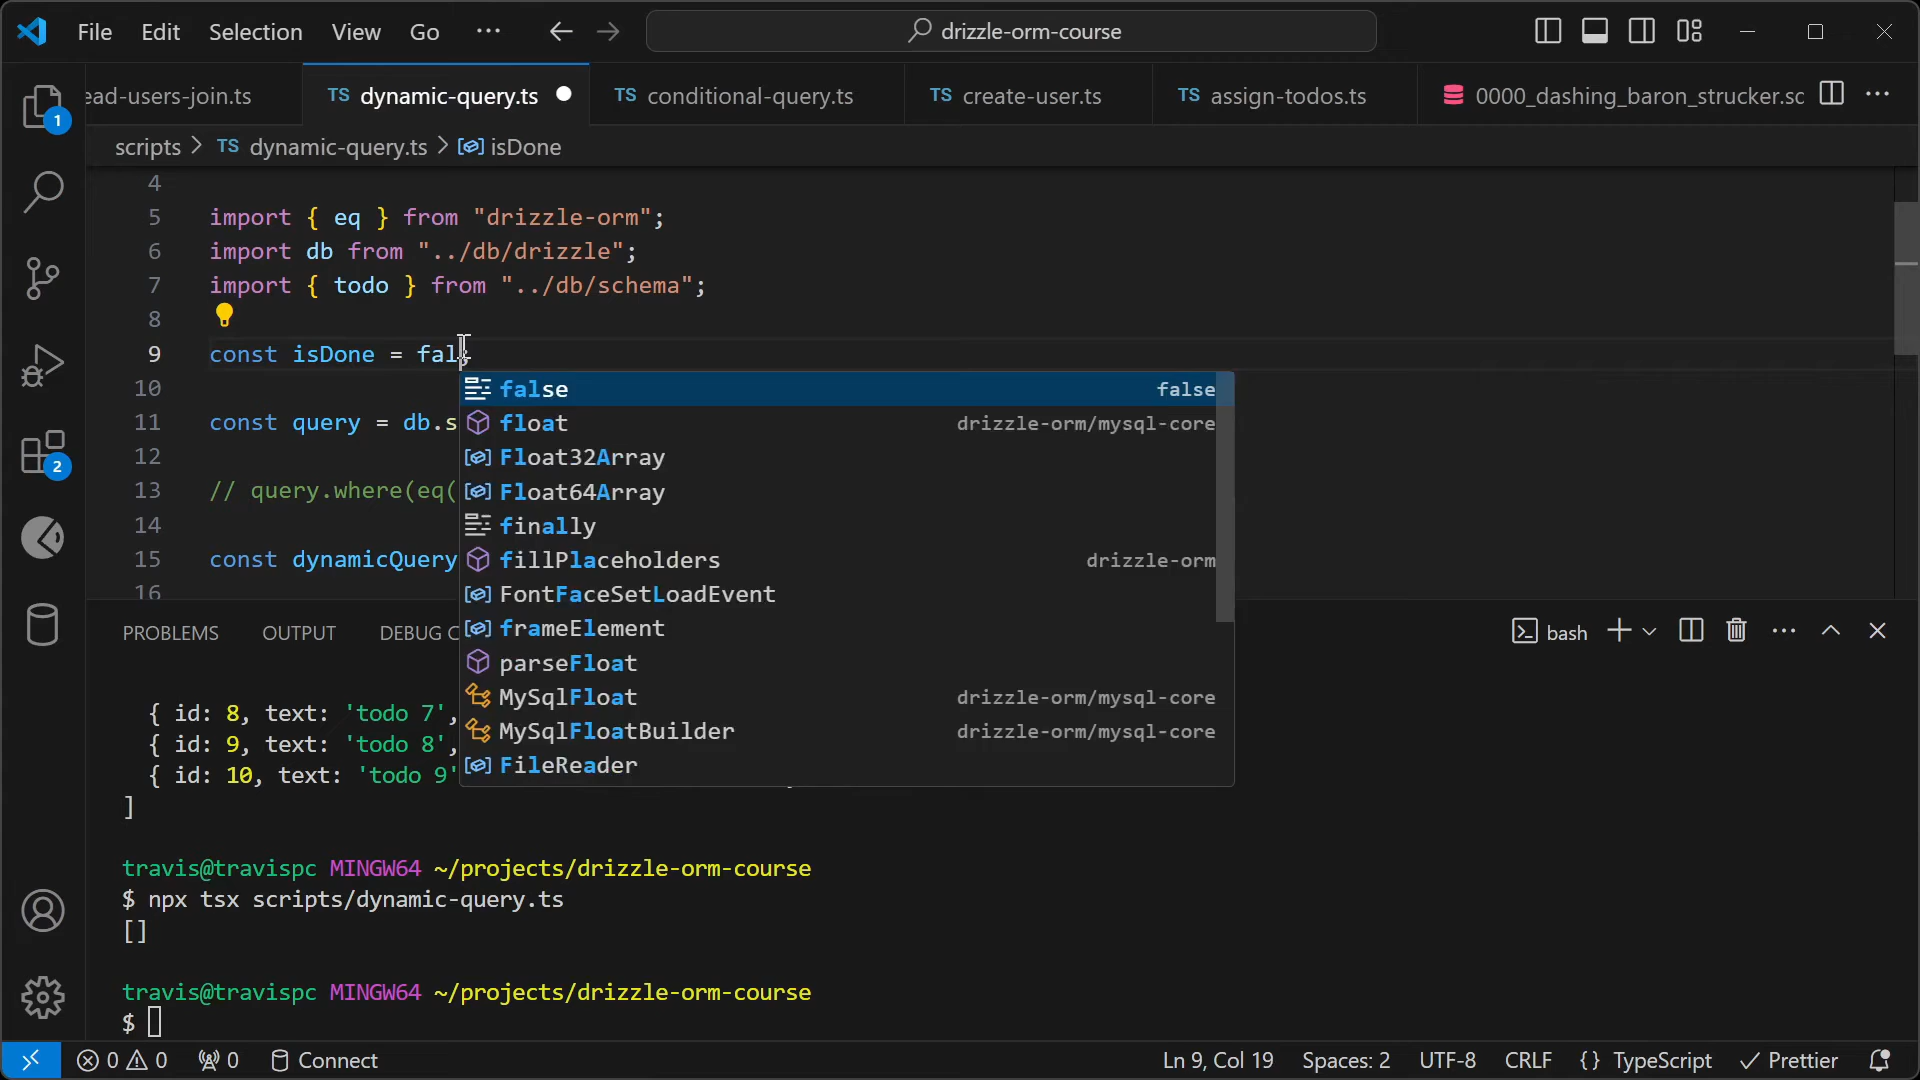 File Edit Selection View Go ··· drizzle-orm-course
ead-users-join.ts TS dynamic-query.ts TS conditional-query.ts TS create-user.ts TS assign-todos.ts 0000_dashing_baron_strucker.sc ···
scripts > TS dynamic-query.ts > isDone
4
5 import { eq } from "drizzle-orm";
6 import db from "../db/drizzle";
7 import { todo } from "../db/schema";
8
9 const isDone = fal
10
11 const query = db.s
12
13 // query.where(eq(
14
15 const dynamicQuery
16
false false
float drizzle-orm/mysql-core
Float32Array
Float64Array
finally
fillPlaceholders drizzle-orm
FontFaceSetLoadEvent
frameElement
parseFloat
MySqlFloat drizzle-orm/mysql-core
MySqlFloatBuilder drizzle-orm/mysql-core
FileReader
1
2
PROBLEMS OUTPUT DEBUG C bash ···
{ id: 8, text: 'todo 7',
{ id: 9, text: 'todo 8',
{ id: 10, text: 'todo 9'
]
travis@travispc MINGW64 ~/projects/drizzle-orm-course
$ npx tsx scripts/dynamic-query.ts
[]
travis@travispc MINGW64 ~/projects/drizzle-orm-course
$
0 0 0 Connect Ln 9, Col 19 Spaces: 2 UTF-8 CRLF {} TypeScript Prettier